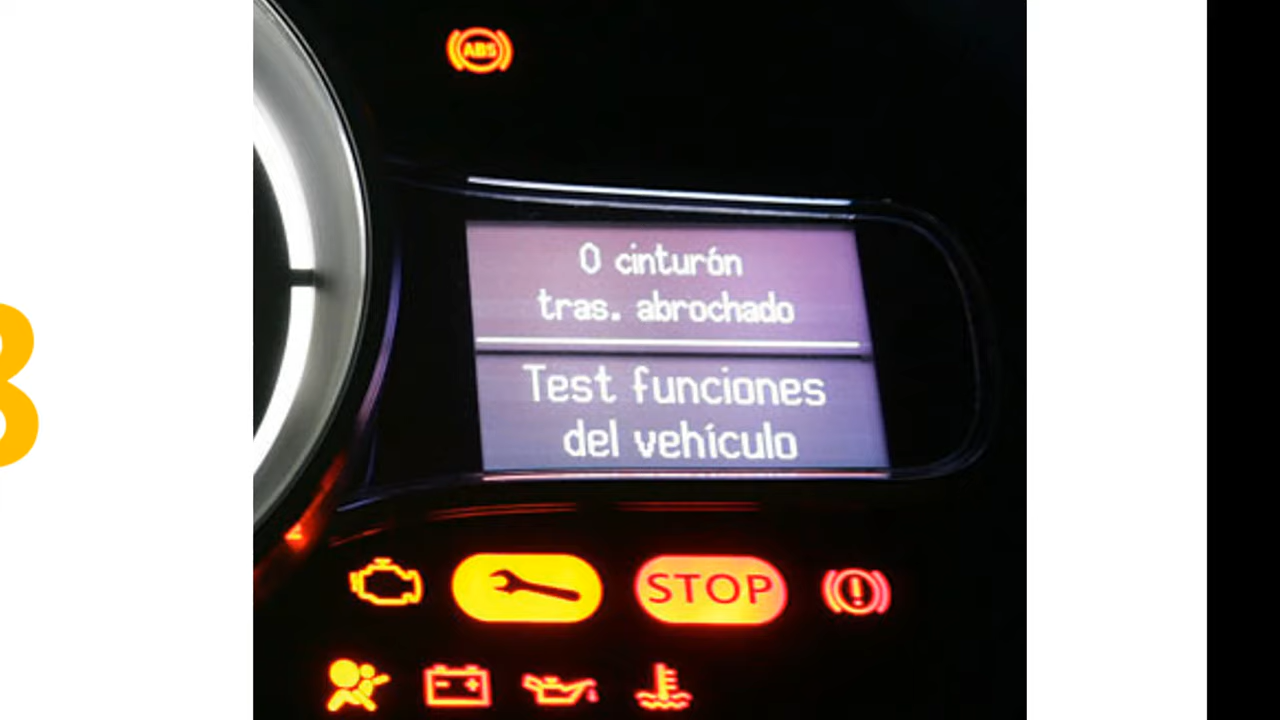 ABS
0 cinturón
tras. abrochado
Test funciones
del vehículo
STOP